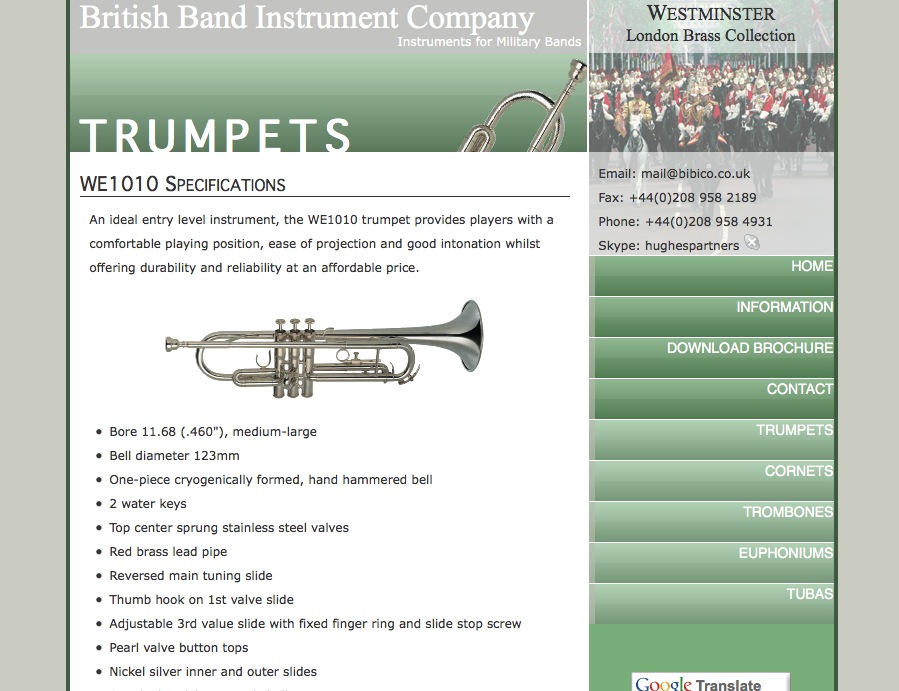 British Band Instrument Company
Instruments for Military Bands
WESTMINSTER
London Brass Collection
TRUMPETS
WE1010 SPECIFICATIONS
An ideal entry level instrument, the WE1010 trumpet provides players with a
comfortable playing position, ease of projection and good intonation whilst
offering durability and reliability at an affordable price.
Bore 11.68 (.460"), medium-large
Bell diameter 123mm
One-piece cryogenically formed, hand hammered bell
2 water keys
Top center sprung stainless steel valves
Red brass lead pipe
Reversed main tuning slide
Thumb hook on 1st valve slide
Adjustable 3rd value slide with fixed finger ring and slide stop screw
Pearl valve button tops
Nickel silver inner and outer slides
Email: mail@bibico.co.uk
Fax: +44(0)208 958 2189
Phone: +44(0)208 958 4931
Skype: hughespartners
HOME
INFORMATION
DOWNLOAD BROCHURE
CONTACT
TRUMPETS
CORNETS
TROMBONES
EUPHONIUMS
TUBAS
Google Translate